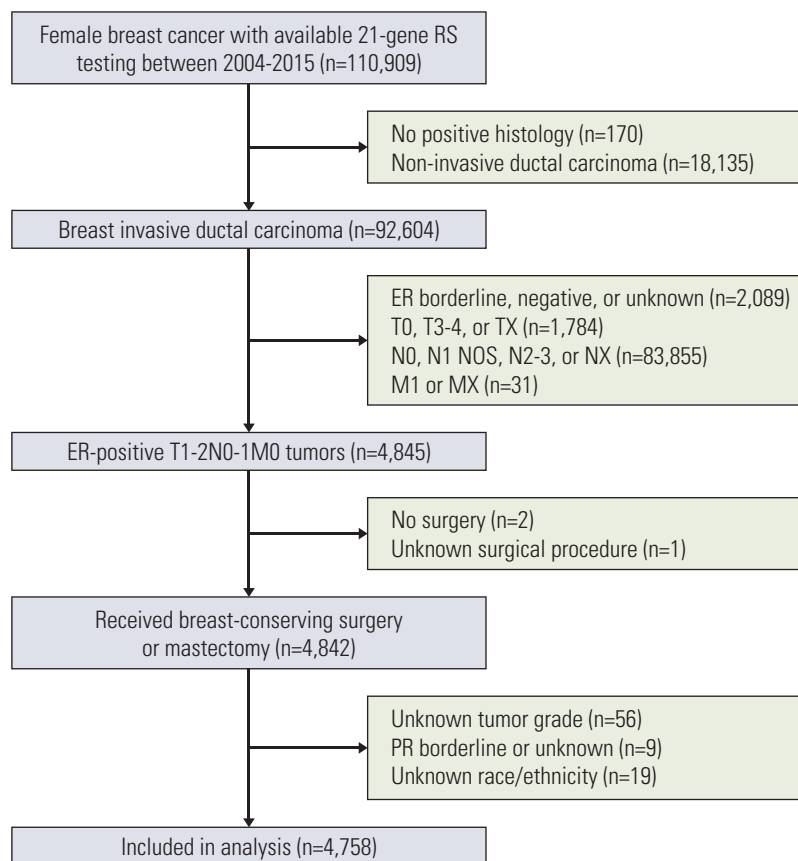 Female breast cancer with available 21-gene RS
testing between 2004-2015 (n=110,909)
No positive histology (n=170)
Non-invasive ductal carcinoma (n=18,135)
Breast invasive ductal carcinoma (n=92,604)
ER borderline, negative, or unknown (n=2,089)
T0, T3-4, or TX (n=1,784)
N0, N1 NOS, N2-3, or NX (n=83,855)
M1 or MX (n=31)
ER-positive T1-2N0-1M0 tumors (n=4,845)
No surgery (n=2)
Unknown surgical procedure (n=1)
Received breast-conserving surgery
or mastectomy (n=4,842)
Unknown tumor grade (n=56)
PR borderline or unknown (n=9)
Unknown race/ethnicity (n=19)
Included in analysis (n=4,758)